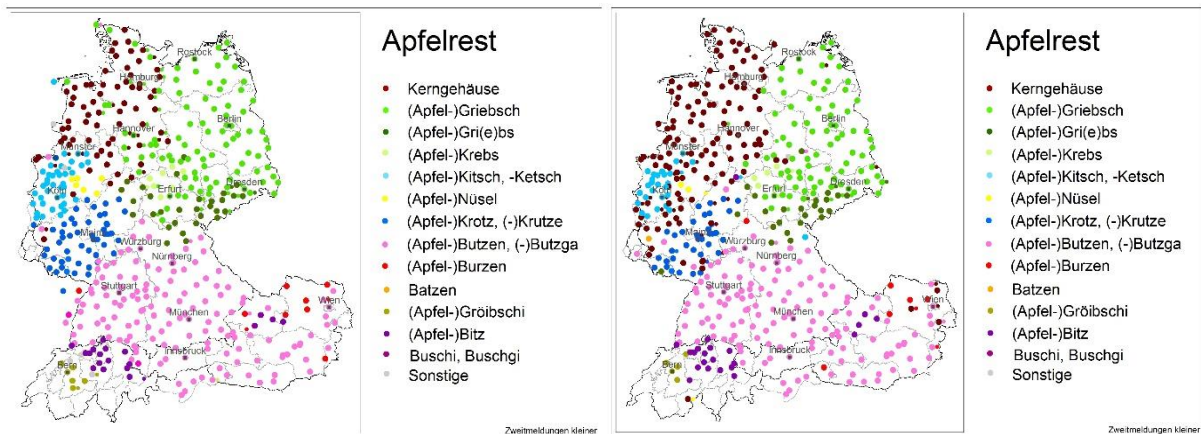 Apfelrest
Kerngehäuse
(Apfel-)Griebsch
(Apfel-)Gri(e)bs
(Apfel-)Krebs
(Apfel-)Kitsch, -Ketsch
(Apfel-)Nüsel
(Apfel-)Krotz, (-)Krutze
(Apfel-)Butzen, (-)Butzga
(Apfel-)Burzen
Batzen
(Apfel-)Gröibschi
(Apfel-)Bitz
Buschi, Buschgi
Sonstige
Zweitmeldungen kleiner
Rostock
Hamburg
Berlin
Hannover
Münster
Köln
Erfurt
Dresden
Mainz
Würzburg
Nürnberg
Stuttgart
München
Wien
Innsbruck
Bern
Apfelrest
Kerngehäuse
(Apfel-)Griebsch
(Apfel-)Gri(e)bs
(Apfel-)Krebs
(Apfel-)Kitsch, -Ketsch
(Apfel-)Nüsel
(Apfel-)Krotz, (-)Krutze
(Apfel-)Butzen, (-)Butzga
(Apfel-)Burzen
Batzen
(Apfel-)Gröibschi
(Apfel-)Bitz
Buschi, Buschgi
Sonstige
Zweitmeldungen kleiner
Rostock
Hamburg
Berlin
Hannover
Münster
Köln
Erfurt
Dresden
Mainz
Würzburg
Nürnberg
Stuttgart
München
Wien
Innsbruck
Bern